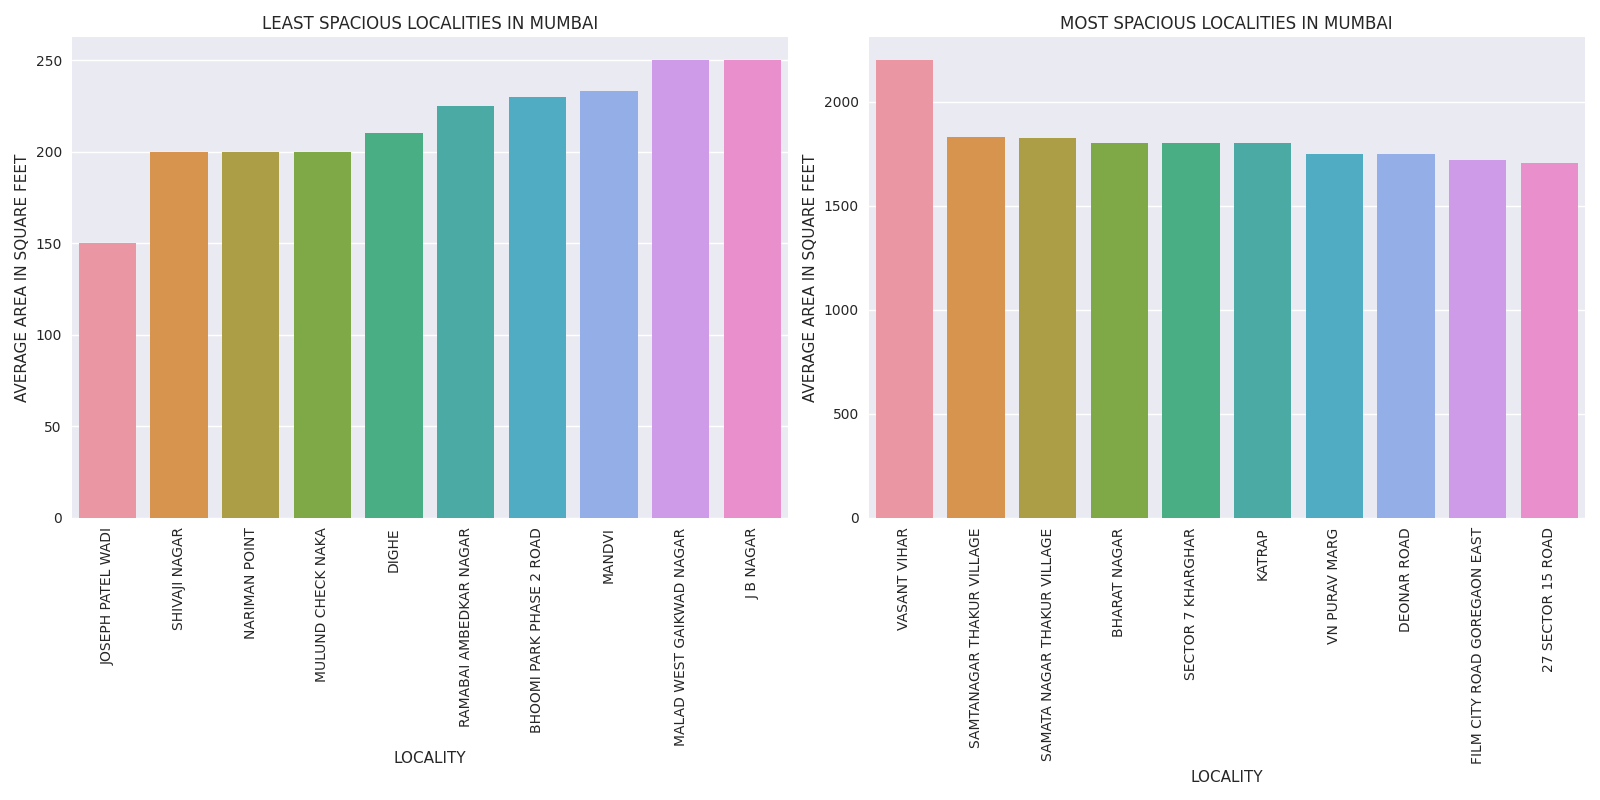 LEAST SPACIOUS LOCALITIES IN MUMBAI
AVERAGE AREA IN SQUARE FEET
250
200
150
100
50
0
JOSEPH PATEL WADI
SHIVAJI NAGAR
NARIMAN POINT
MULUND CHECK NAKA
DIGHE
RAMABAI AMBEDKAR NAGAR
BHOOMI PARK PHASE 2 ROAD
MANDVI
MALAD WEST GAIKWAD NAGAR
J B NAGAR
LOCALITY
MOST SPACIOUS LOCALITIES IN MUMBAI
AVERAGE AREA IN SQUARE FEET
2000
1500
1000
500
0
VASANT VIHAR
SAMTANAGAR THAKUR VILLAGE
SAMATA NAGAR THAKUR VILLAGE
BHARAT NAGAR
SECTOR 7 KHARGHAR
KATRAP
VN PURAV MARG
DEONAR ROAD
FILM CITY ROAD GOREGAON EAST
27 SECTOR 15 ROAD
LOCALITY